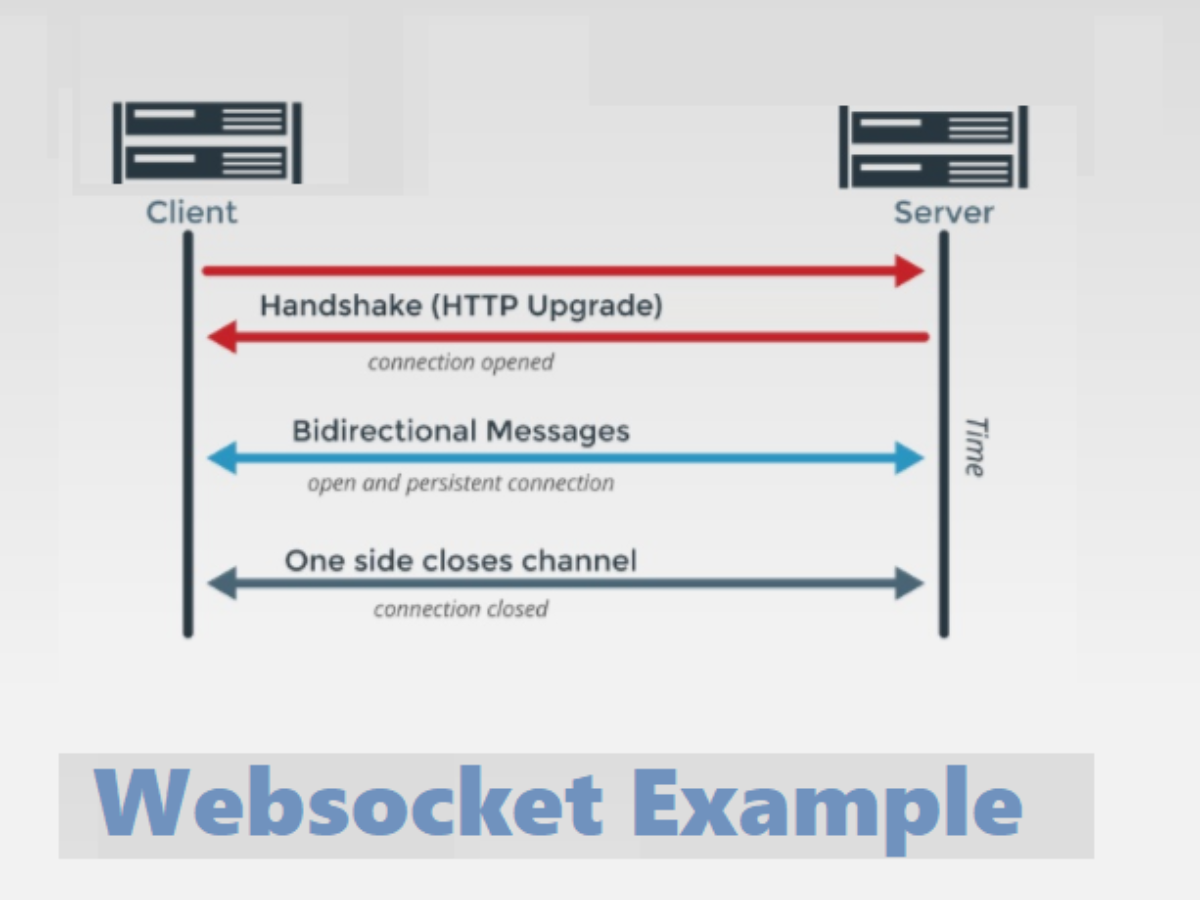 Client
Server
Handshake (HTTP Upgrade)
connection opened
Bidirectional Messages
open and persistent connection
Time
One side closes channel
connection closed
Websocket Example